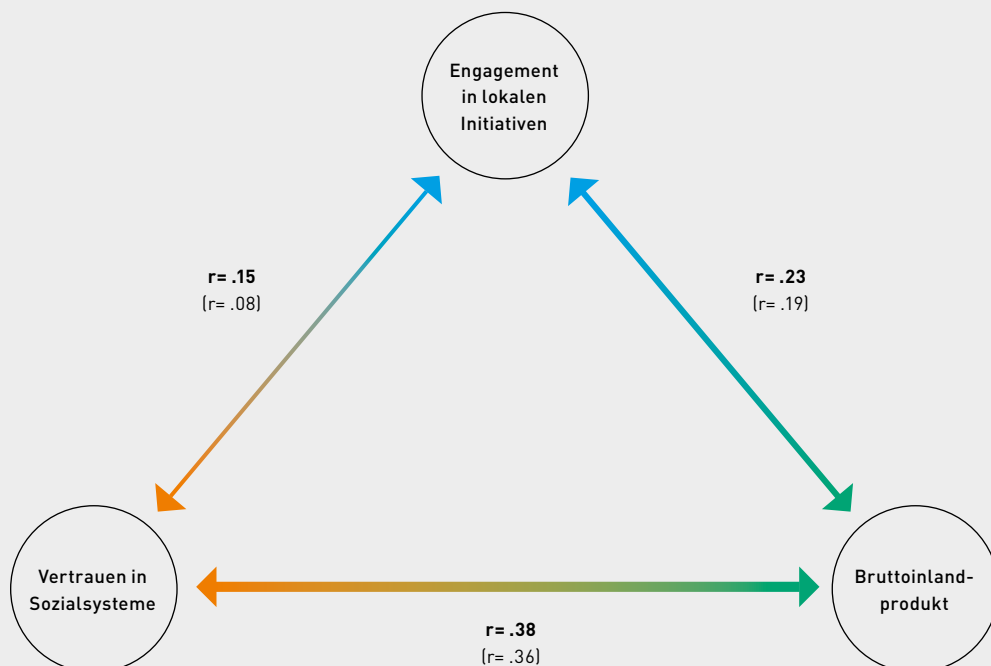 Engagement
in lokalen
Initiativen
r= .15
(r= .08)
r= .23
(r= .19)
Vertrauen in
Sozialsysteme
Bruttoinland-
produkt
r= .38
(r= .36)